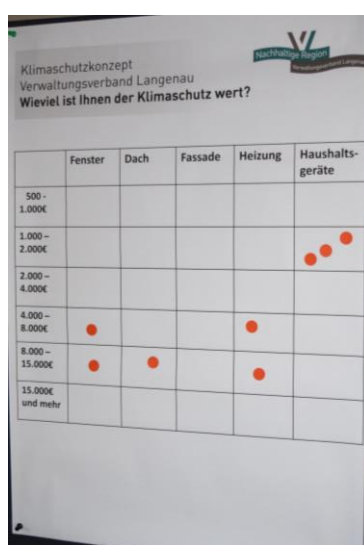 Klimaschutzkonzept
Verwaltungsverband Langenau
Wieviel ist Ihnen der Klimaschutz wert?
Nachhaltige Region
Verwaltungsverband Langenau
Fenster
Dach
Fassade
Heizung
Haushalts-
geräte
500 -
1.000€
1.000 –
2.000€
2.000 –
4.000€
4.000 –
8.000€
8.000 –
15.000€
15.000€
und mehr